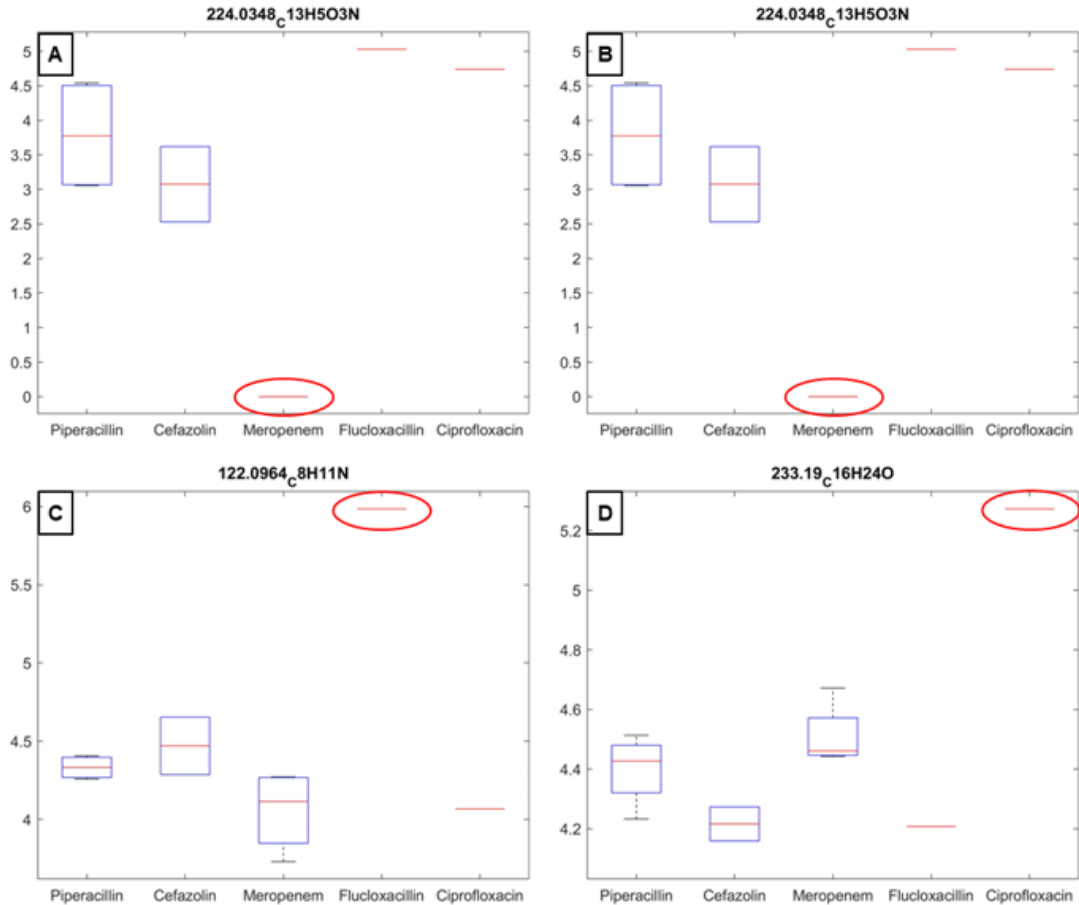 224.0348_C13H5O3N
A
5
4.5
4
3.5
3
2.5
2
1.5
1
0.5
0
Piperacillin Cefazolin Meropenem Flucloxacillin Ciprofloxacin
224.0348_C13H5O3N
B
5
4.5
4
3.5
3
2.5
2
1.5
1
0.5
0
Piperacillin Cefazolin Meropenem Flucloxacillin Ciprofloxacin
122.0964_C8H11N
C
6
5.5
5
4.5
4
Piperacillin Cefazolin Meropenem Flucloxacillin Ciprofloxacin
233.19_C16H24O
D
5.2
5
4.8
4.6
4.4
4.2
Piperacillin Cefazolin Meropenem Flucloxacillin Ciprofloxacin